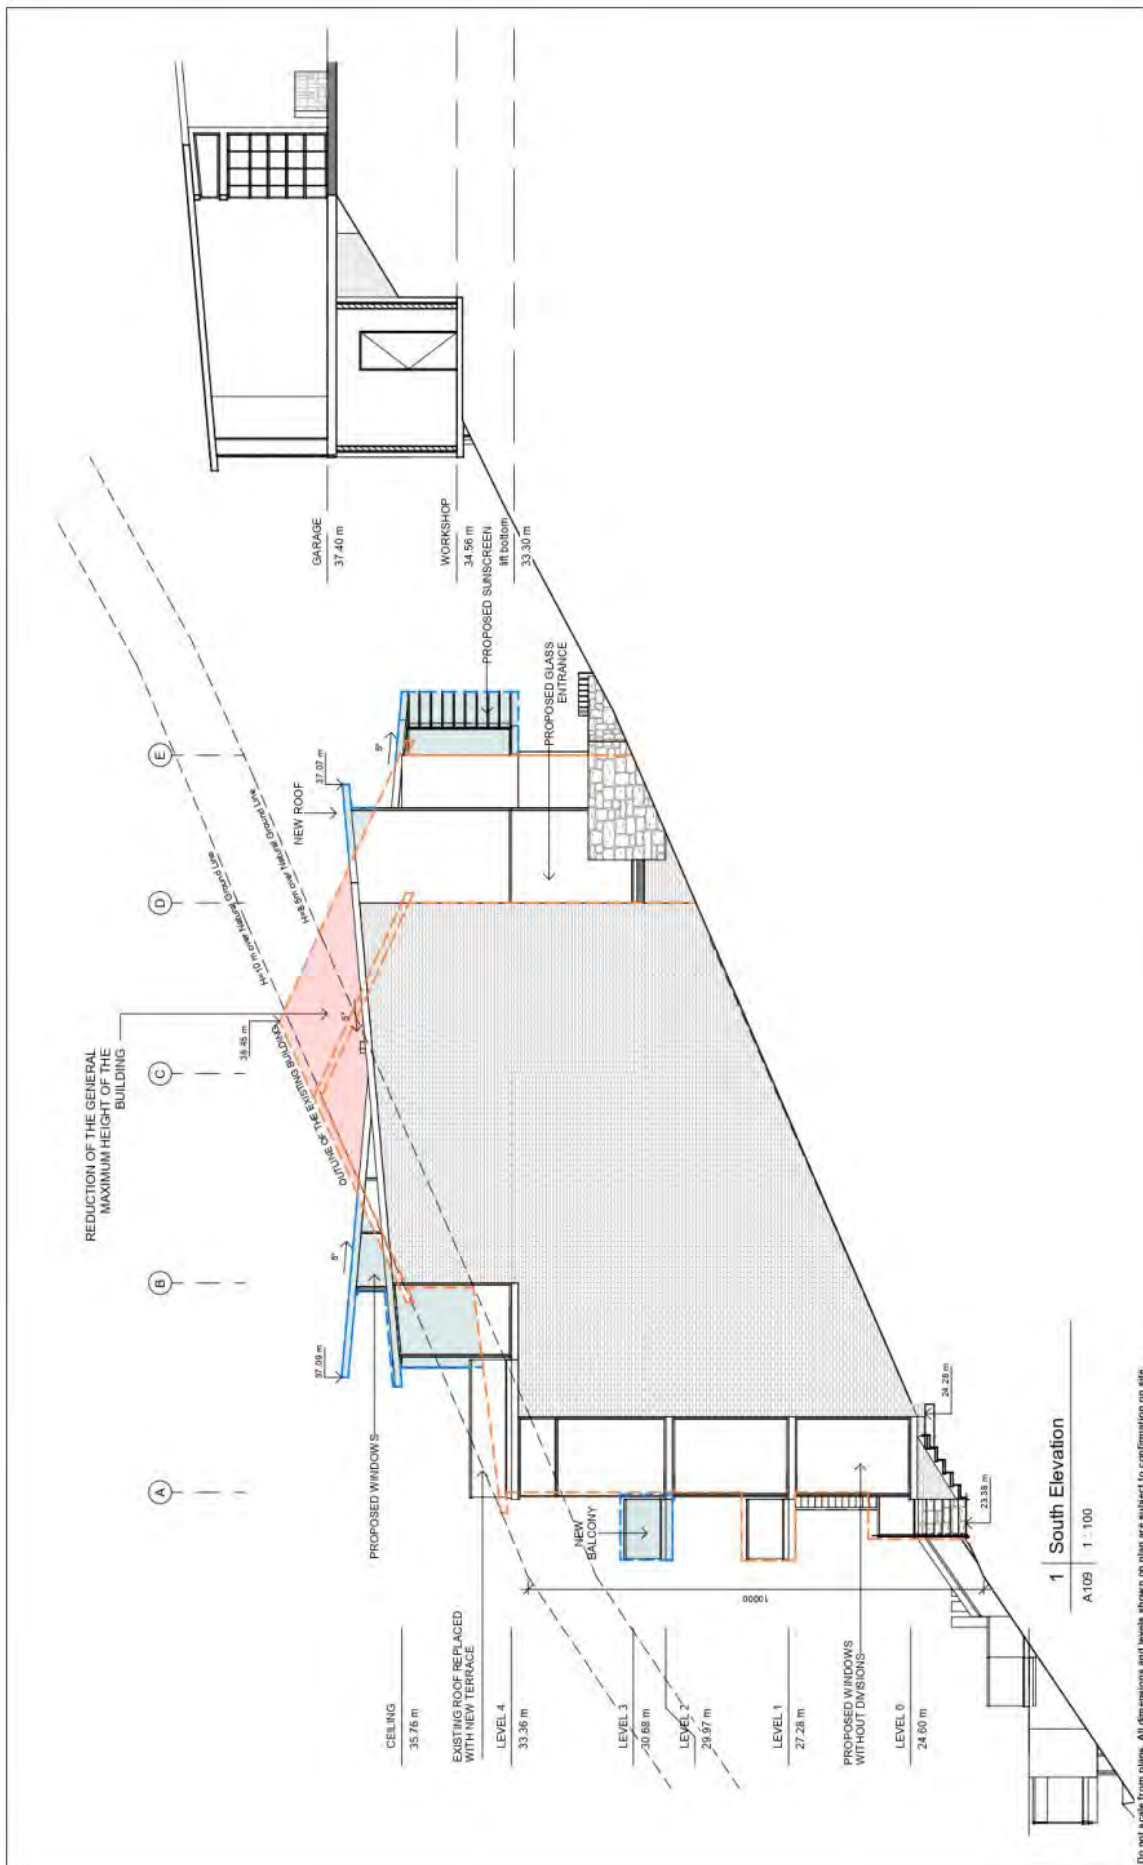 REDUCTION OF THE GENERAL
MAXIMUM HEIGHT OF THE
BUILDING
A
B
C
D
E
H=10 m over Natural Ground Line
H=8.5m over Natural Ground Line
OUTLINE OF THE EXISTING BUILDING
37.09 m
5°
5°
37.07 m
5°
NEW ROOF
GARAGE
37.40 m
WORKSHOP
34.56 m
lift bottom
33.30 m
PROPOSED SUNSCREEN
PROPOSED GLASS
ENTRANCE
PROPOSED WINDOWS
CEILING
35.76 m
EXISTING ROOF REPLACED
WITH NEW TERRACE
LEVEL 4
33.36 m
NEW
BALCONY
LEVEL 3
30.68 m
LEVEL 2
29.97 m
LEVEL 1
27.28 m
PROPOSED WINDOWS
WITHOUT DIVISIONS
LEVEL 0
24.60 m
10000
24.28 m
23.38 m
1 South Elevation
A109 1 : 100
Do not scale from plans. All dimensions and levels shown on plan are subject to confirmation on site.